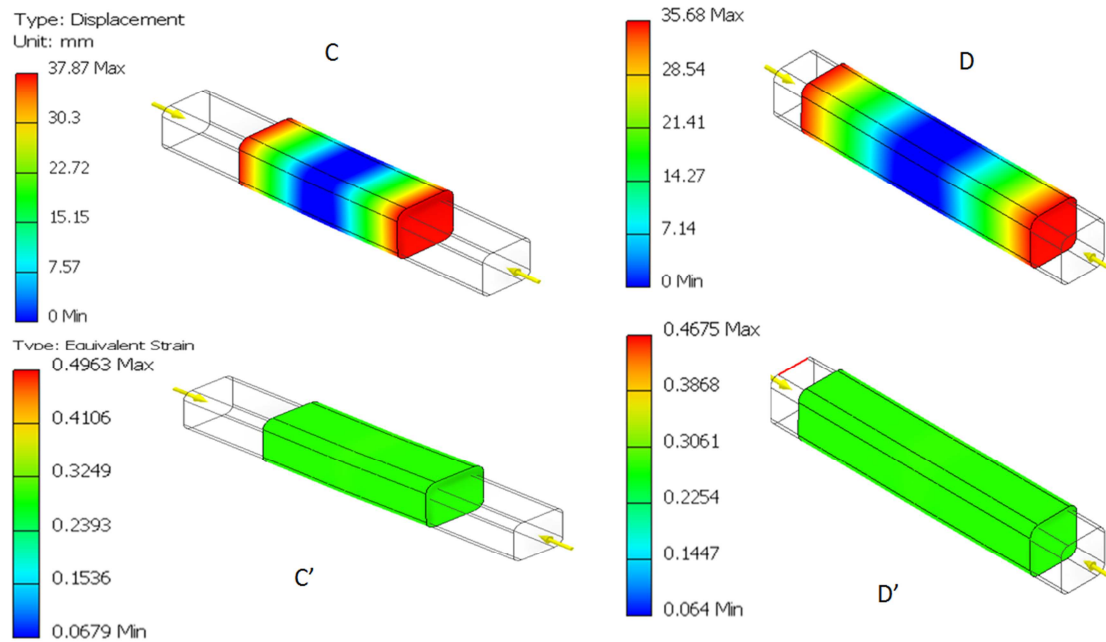 Type: Displacement
Unit: mm
C
37.87 Max
30.3
22.72
15.15
7.57
0 Min
D
35.68 Max
28.54
21.41
14.27
7.14
0 Min
Type: Equivalent Strain
0.4963 Max
0.4106
0.3249
0.2393
0.1536
0.0679 Min
C’
0.4675 Max
0.3868
0.3061
0.2254
0.1447
0.064 Min
D’